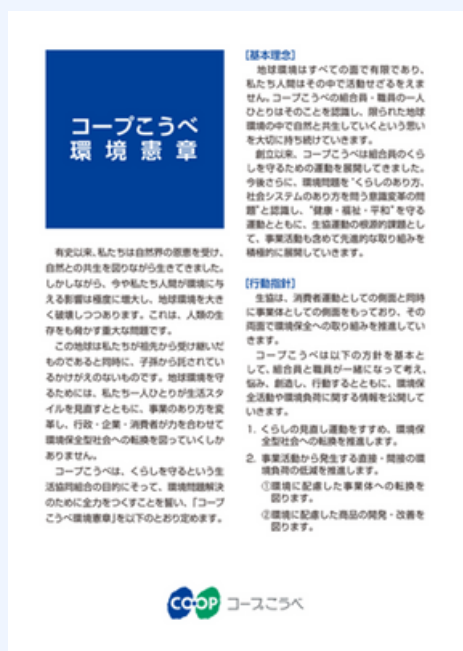 コープこうべ
環境憲章
有史以来、私たちは自然界の恩恵を受け、
自然との共生を図りながら生きてきました。
しかしながら、今や私たち人間が環境に与
える影響は極度に増大し、地球環境を大き
く破壊しつつあります。これは、人類の生
存をも脅かす重大な問題です。
この地球は私たちが祖先から受け継いだ
ものであると同時に、子孫から託されてい
るかけがえのないものです。地球環境を守
るためには、私たち一人ひとりが生活スタ
イルを見直すとともに、事業のあり方を変
革し、行政・企業・消費者が力を合わせて
環境保全型社会への転換を図っていくしか
ありません。
コープこうべは、くらしを守るという生
活協同組合の目的にそって、環境問題解決
のために全力をつくすことを誓い、「コープ
こうべ環境憲章」を以下のとおり定めます。
［基本理念］
地球環境はすべての面で有限であり、
私たち人間はその中で活動せざるをえま
せん。コープこうべの組合員・職員の一人
ひとりはそのことを認識し、限られた地球
環境の中で自然と共生していくという思い
を大切に持ち続けていきます。
創立以来、コープこうべは組合員のくら
しを守るための運動を展開してきました。
今後さらに、環境問題を“くらしのあり方、
社会システムのあり方を問う意識変革の問
題”と認識し、“健康・福祉・平和”を守る
運動とともに、生協運動の根源的課題とし
て、事業活動も含めて先進的な取り組みを
積極的に展開していきます。
［行動指針］
生協は、消費者運動としての側面と同時
に事業体としての側面をもっており、その
両面で環境保全への取り組みを推進してい
きます。
コープこうべは以下の方針を基本と
して、組合員と職員が一緒になって考え、
悩み、創造し、行動するとともに、環境保
全活動や環境負荷に関する情報を公開して
いきます。
1. くらしの見直し運動をすすめ、環境保
全型社会への転換を推進します。
2. 事業活動から発生する直接・間接の環
境負荷の低減を推進します。
①環境に配慮した事業体への転換を
図ります。
②環境に配慮した商品の開発・改善を
図ります。
COOP コープこうべ